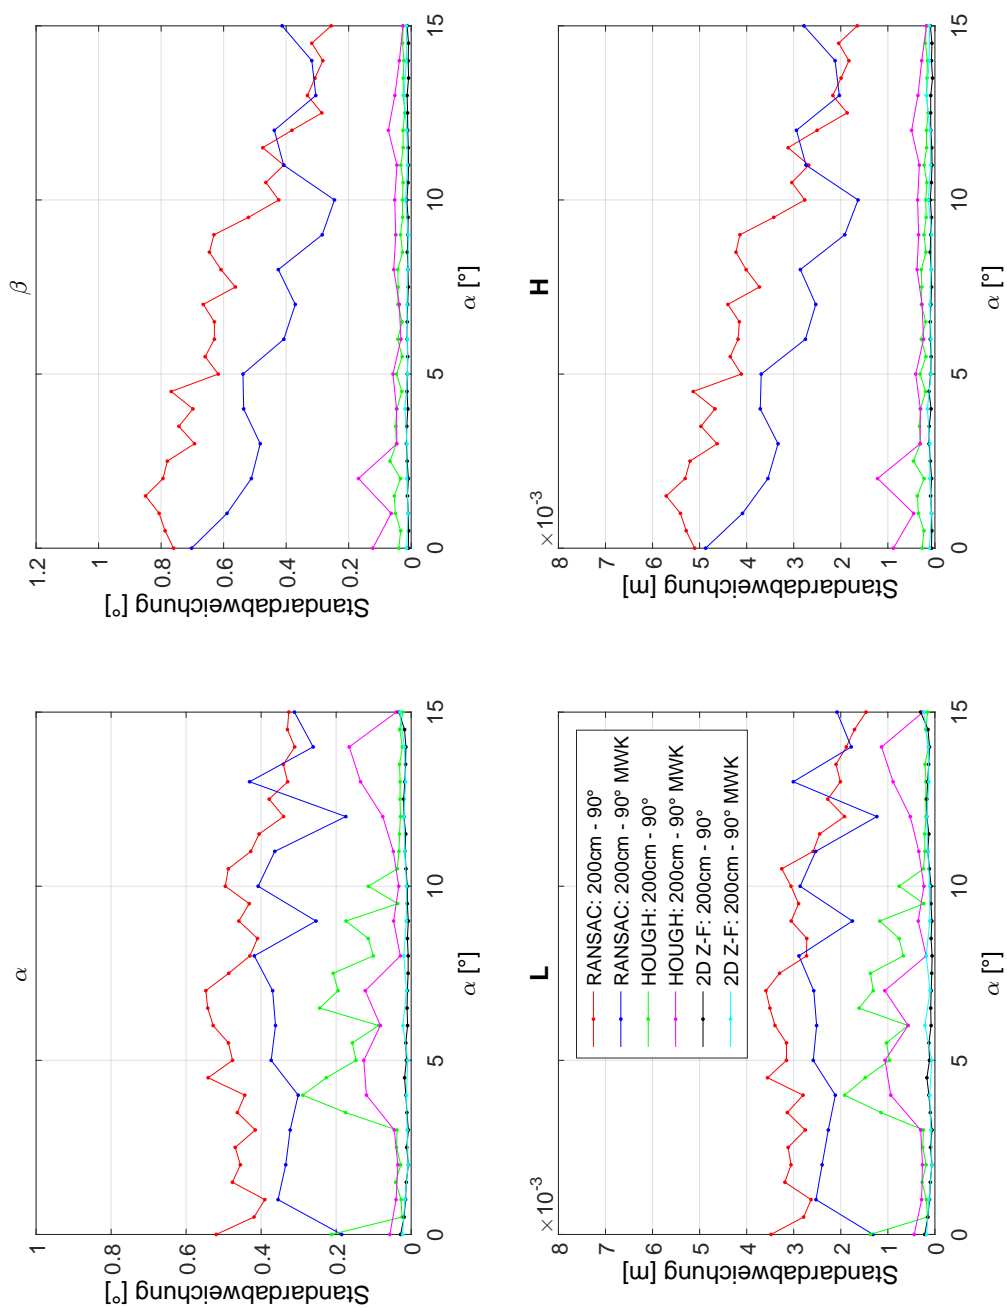 α
Standardabweichung [°]
1
0.8
0.6
0.4
0.2
0
0
5
10
15
α [°]
β
Standardabweichung [°]
1.2
1
0.8
0.6
0.4
0.2
0
0
5
10
15
α [°]
L
×10⁻³
Standardabweichung [m]
8
7
6
5
4
3
2
1
0
0
5
10
15
α [°]
RANSAC: 200cm - 90°
RANSAC: 200cm - 90° MWK
HOUGH: 200cm - 90°
HOUGH: 200cm - 90° MWK
2D Z-F: 200cm - 90°
2D Z-F: 200cm - 90° MWK
H
×10⁻³
Standardabweichung [m]
8
7
6
5
4
3
2
1
0
0
5
10
15
α [°]